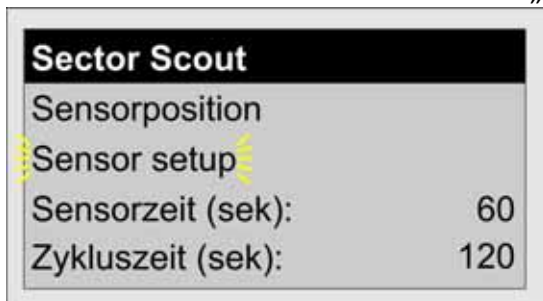 "
Sector Scout
Sensorposition
Sensor setup
Sensorzeit (sek): 60
Zykluszeit (sek): 120